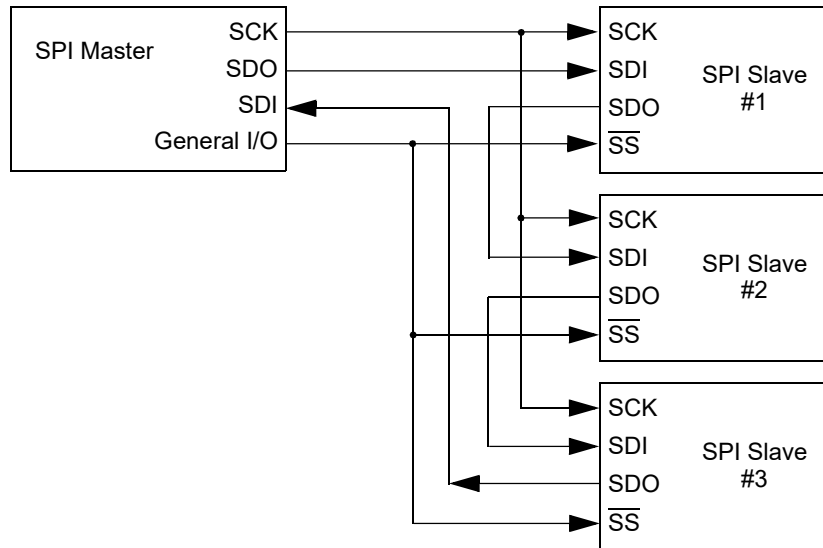 SPI Master
SCK
SDO
SDI
General I/O
SCK
SDI
SDO
SS
SPI Slave
#1
SCK
SDI
SDO
SS
SPI Slave
#2
SCK
SDI
SDO
SS
SPI Slave
#3